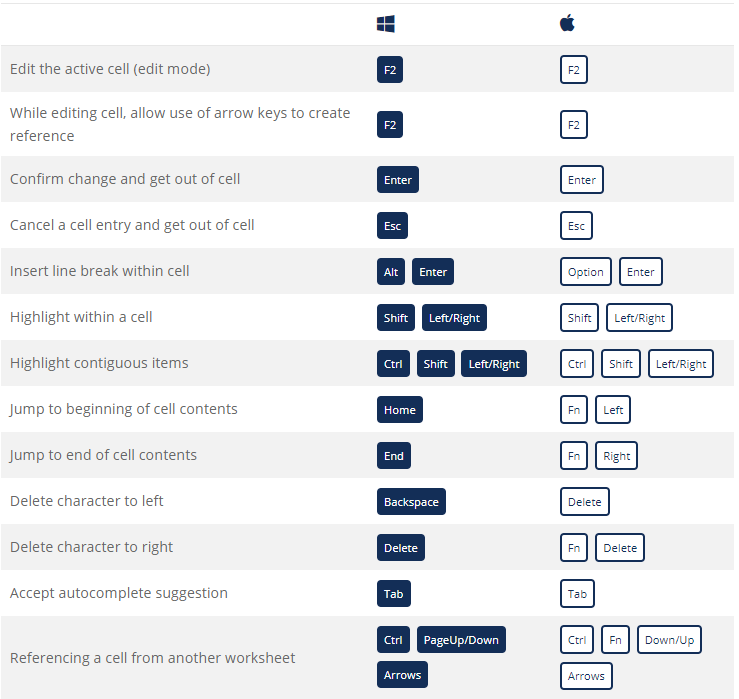 Edit the active cell (edit mode) F2 F2
While editing cell, allow use of arrow keys to create
reference F2 F2
Confirm change and get out of cell Enter Enter
Cancel a cell entry and get out of cell Esc Esc
Insert line break within cell Alt Enter Option Enter
Highlight within a cell Shift Left/Right Shift Left/Right
Highlight contiguous items Ctrl Shift Left/Right Ctrl Shift Left/Right
Jump to beginning of cell contents Home Fn Left
Jump to end of cell contents End Fn Right
Delete character to left Backspace Delete
Delete character to right Delete Fn Delete
Accept autocomplete suggestion Tab Tab
Referencing a cell from another worksheet Ctrl PageUp/Down Ctrl Fn Down/Up
Arrows Arrows